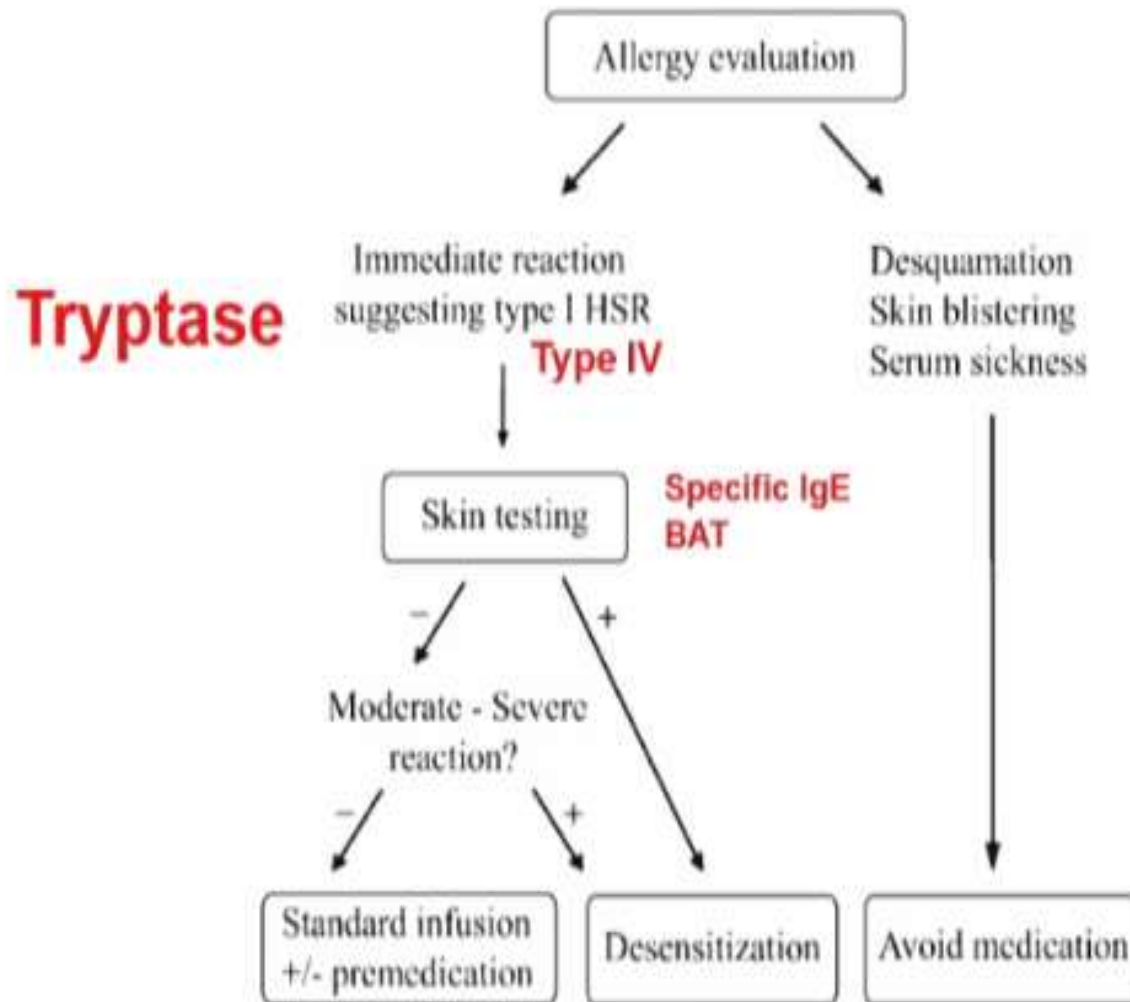 Allergy evaluation
Tryptase
Immediate reaction
suggesting type I HSR
Type IV
Desquamation
Skin blistering
Serum sickness
Skin testing
Specific IgE
BAT
−
+
Moderate - Severe
reaction?
−
+
Standard infusion
+/- premedication
Desensitization
Avoid medication